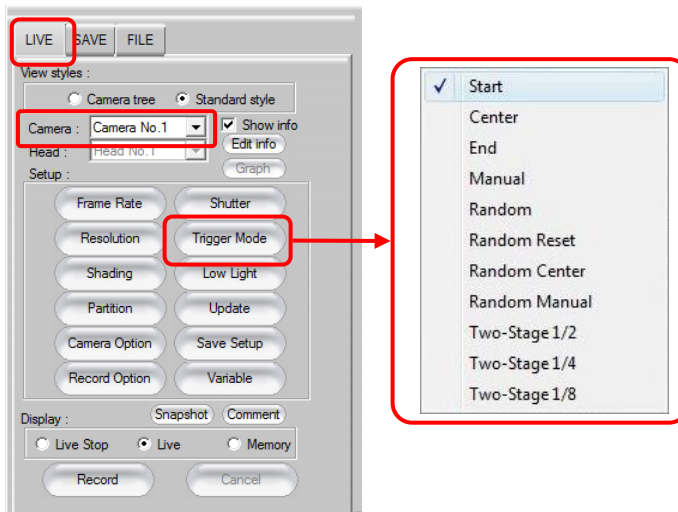 LIVE SAVE FILE
View styles :
Camera tree Standard style
Camera : Camera No.1 Show info
Head : Head No.1 Edit info
Setup : Graph
Frame Rate Shutter
Resolution Trigger Mode
Shading Low Light
Partition Update
Camera Option Save Setup
Record Option Variable
Display : Snapshot Comment
Live Stop Live Memory
Record Cancel
Start
Center
End
Manual
Random
Random Reset
Random Center
Random Manual
Two-Stage 1/2
Two-Stage 1/4
Two-Stage 1/8